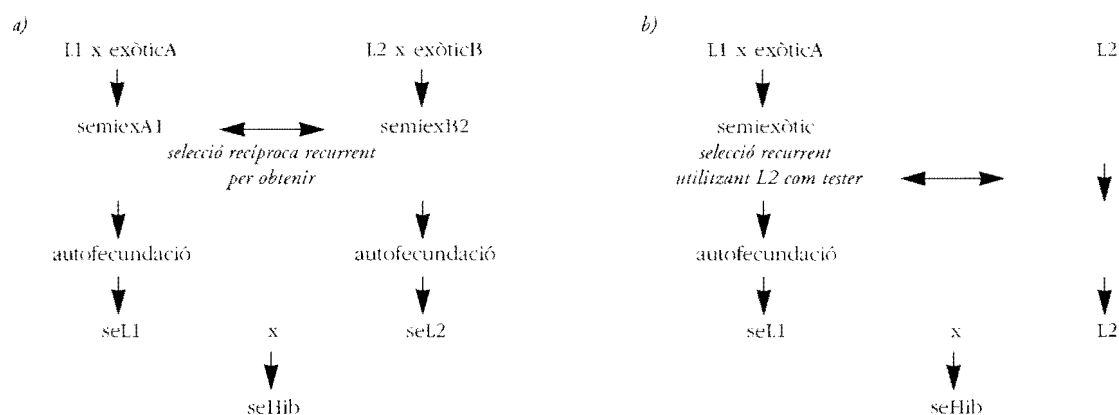 a)
L1 x exòticA
L2 x exòticB
semiexA1
semiexB2
selecció recíproca recurrent
per obtenir
autofecundació
autofecundació
seL1
x
seL2
seHib
b)
L1 x exòticA
L2
semiexòtic
selecció recurrent
utilitzant L2 com tester
autofecundació
seL1
x
L2
seHib